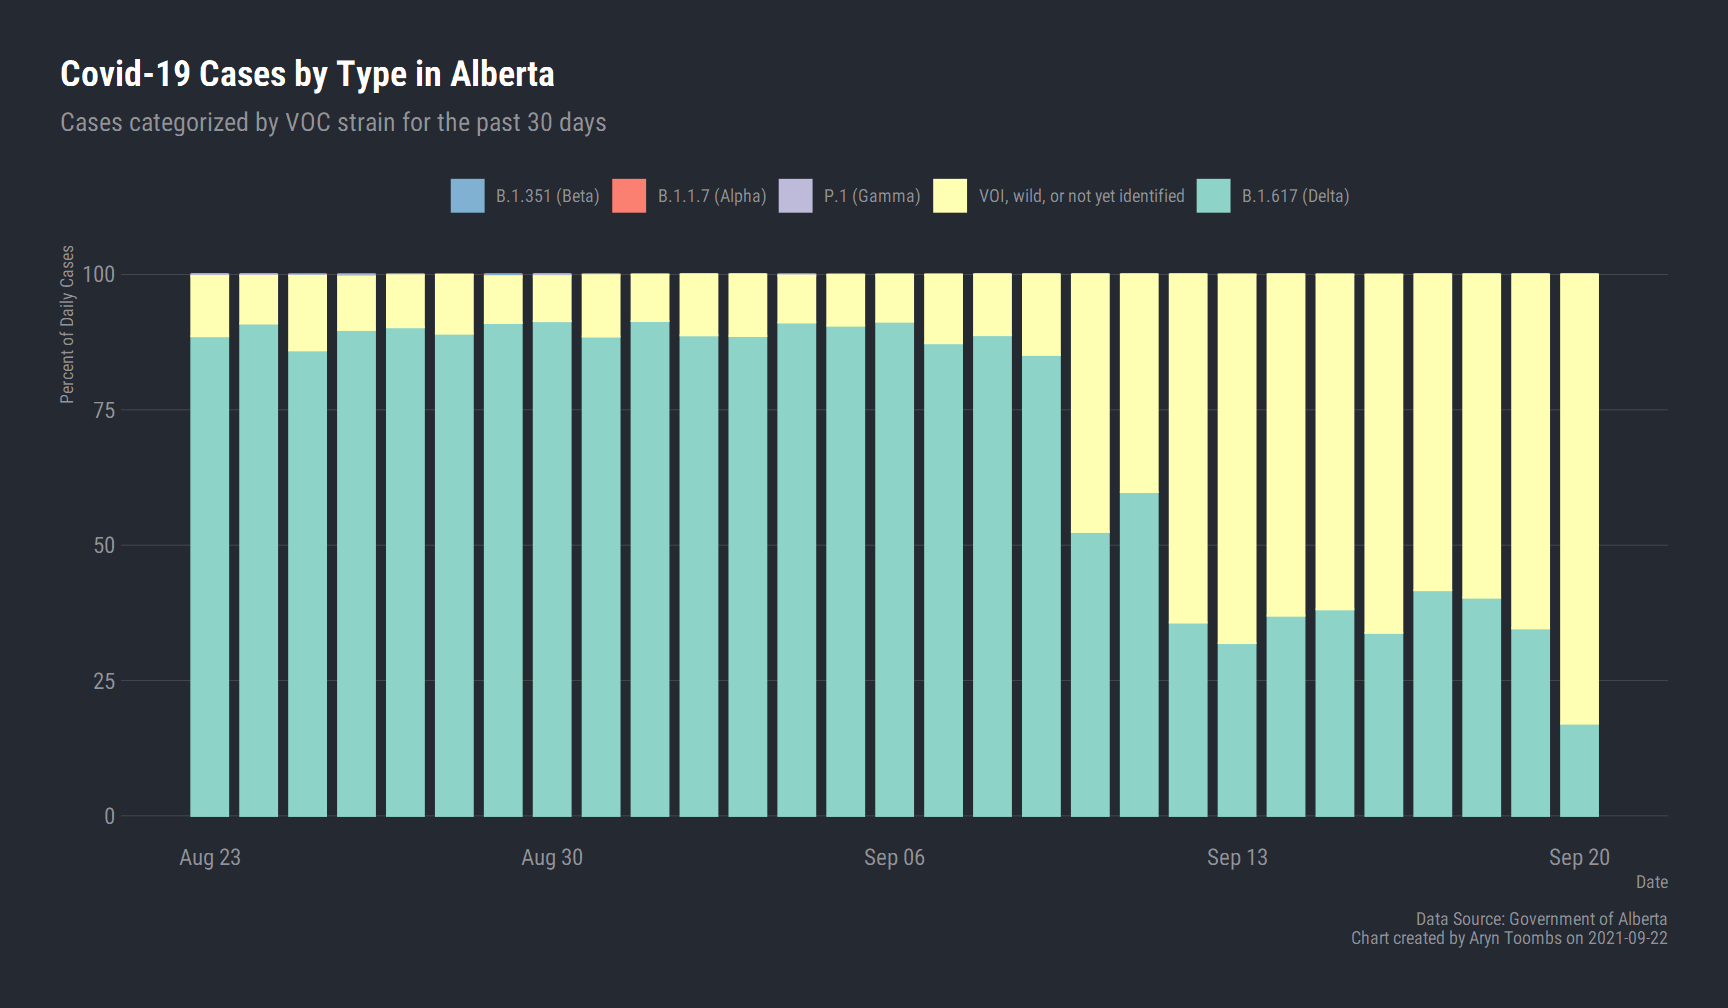 Covid-19 Cases by Type in Alberta
Cases categorized by VOC strain for the past 30 days
B.1.351 (Beta) B.1.1.7 (Alpha) P.1 (Gamma) VOI, wild, or not yet identified B.1.617 (Delta)
Percent of Daily Cases
100
75
50
25
0
Aug 23 Aug 30 Sep 06 Sep 13 Sep 20
Date
Data Source: Government of Alberta
Chart created by Aryn Toombs on 2021-09-22